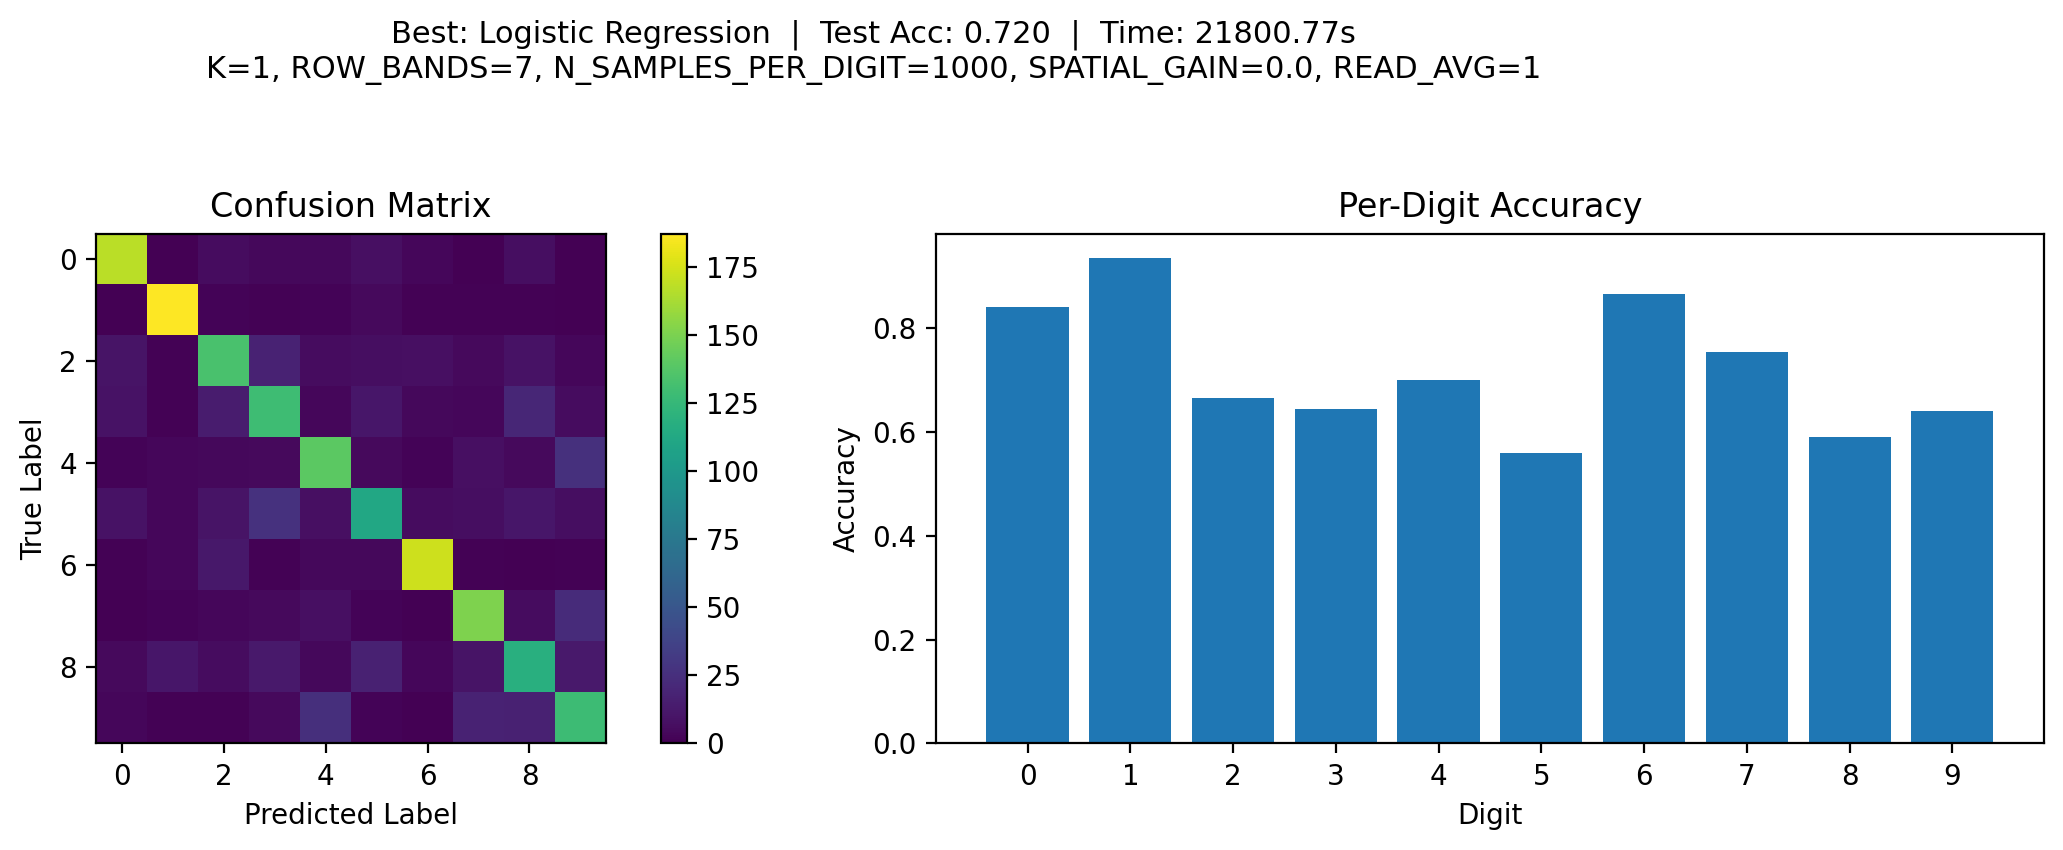 Best: Logistic Regression | Test Acc: 0.720 | Time: 21800.77s
K=1, ROW_BANDS=7, N_SAMPLES_PER_DIGIT=1000, SPATIAL_GAIN=0.0, READ_AVG=1
Confusion Matrix
True Label
0
2
4
6
8
0 2 4 6 8
Predicted Label
175
150
125
100
75
50
25
0
Per-Digit Accuracy
Accuracy
0.8
0.6
0.4
0.2
0.0
0 1 2 3 4 5 6 7 8 9
Digit